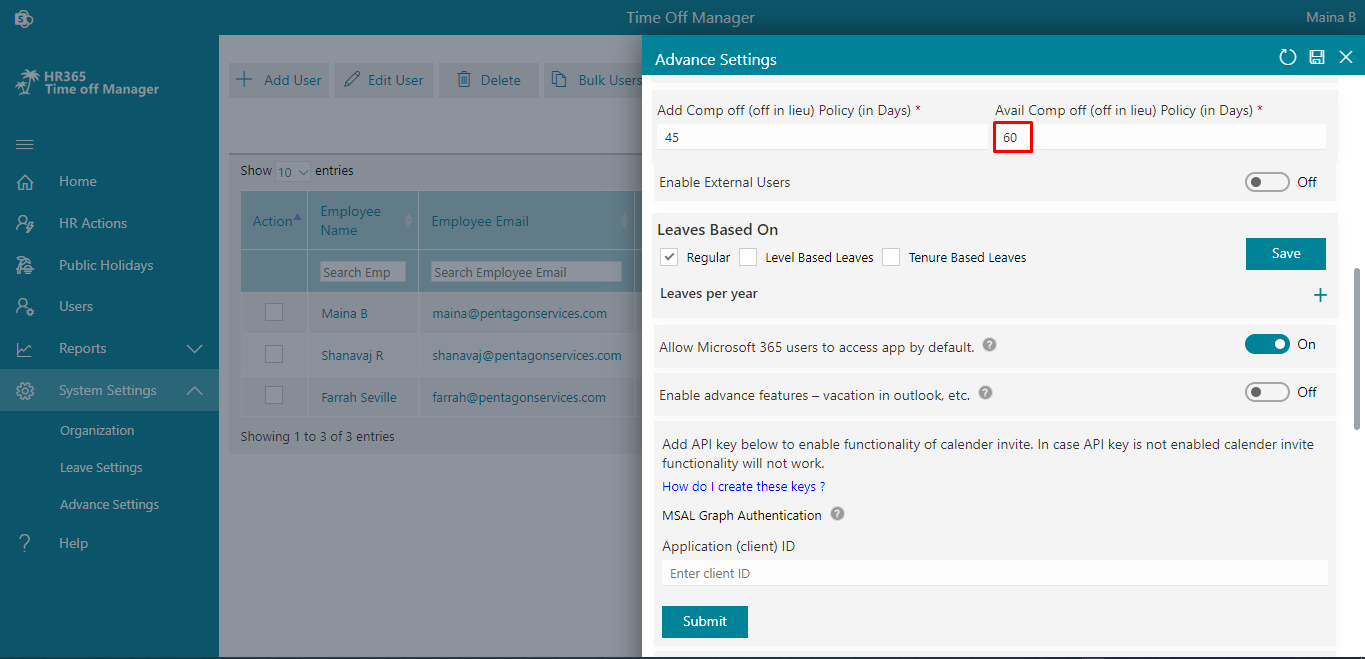 Time Off Manager
Maina B
HR365
Time off Manager
Home
HR Actions
Public Holidays
Users
Reports
System Settings
Organization
Leave Settings
Advance Settings
Help
Add User
Edit User
Delete
Bulk Users
Show 10 entries
Action
Employee Name
Employee Email
Search Emp
Search Employee Email
Maina B
maina@pentagonservices.com
Shanavaj R
shanavaj@pentagonservices.com
Farrah Seville
farrah@pentagonservices.com
Showing 1 to 3 of 3 entries
Advance Settings
Add Comp off (off in lieu) Policy (in Days) *
Avail Comp off (off in lieu) Policy (in Days) *
45
60
Enable External Users
Off
Leaves Based On
Regular
Level Based Leaves
Tenure Based Leaves
Save
Leaves per year
Allow Microsoft 365 users to access app by default. ?
On
Enable advance features – vacation in outlook, etc. ?
Off
Add API key below to enable functionality of calender invite. In case API key is not enabled calender invite
functionality will not work.
How do I create these keys ?
MSAL Graph Authentication ?
Application (client) ID
Enter client ID
Submit